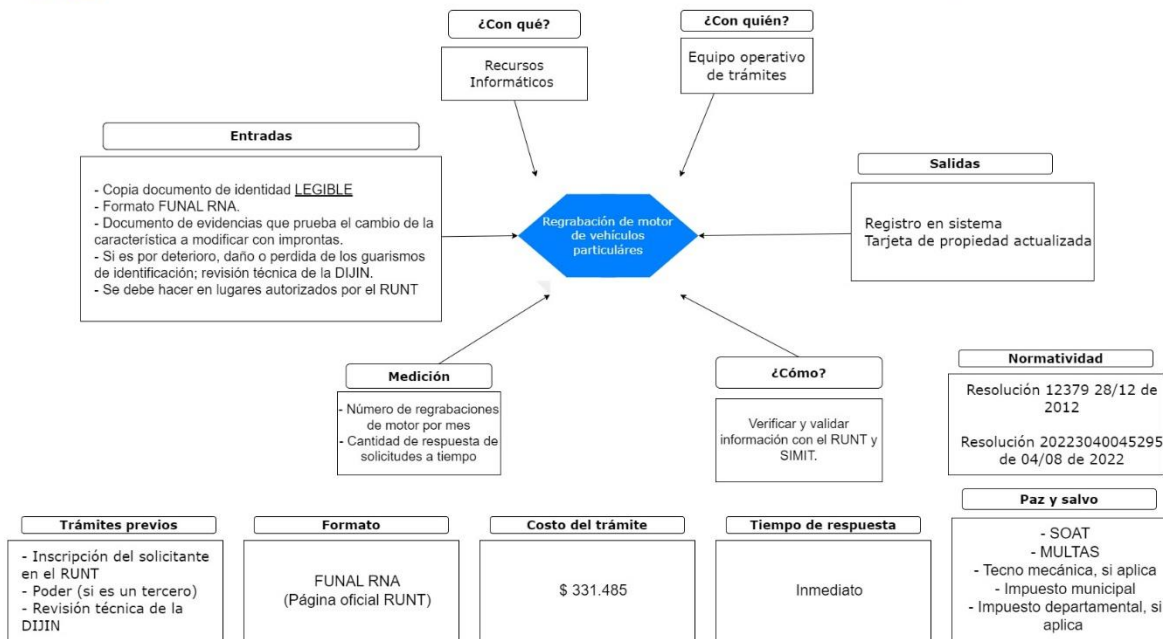 ¿Con qué?
Recursos
Informáticos
¿Con quién?
Equipo operativo
de trámites
Entradas
- Copia documento de identidad LEGIBLE
- Formato FUNAL RNA.
- Documento de evidencias que prueba el cambio de la
característica a modificar con improntas.
- Si es por deterioro, daño o perdida de los guarismos
de identificación; revisión técnica de la DIJIN.
- Se debe hacer en lugares autorizados por el RUNT
Regrabación de motor
de vehículos
particuláres
Salidas
Registro en sistema
Tarjeta de propiedad actualizada
Medición
- Número de regrabaciones
de motor por mes
- Cantidad de respuesta de
solicitudes a tiempo
¿Cómo?
Verificar y validar
información con el RUNT y
SIMIT.
Normatividad
Resolución 12379 28/12 de
2012
Resolución 20223040045295
de 04/08 de 2022
Trámites previos
- Inscripción del solicitante
en el RUNT
- Poder (si es un tercero)
- Revisión técnica de la
DIJIN
Formato
FUNAL RNA
(Página oficial RUNT)
Costo del trámite
$ 331.485
Tiempo de respuesta
Inmediato
Paz y salvo
- SOAT
- MULTAS
- Tecno mecánica, si aplica
- Impuesto municipal
- Impuesto departamental, si
aplica